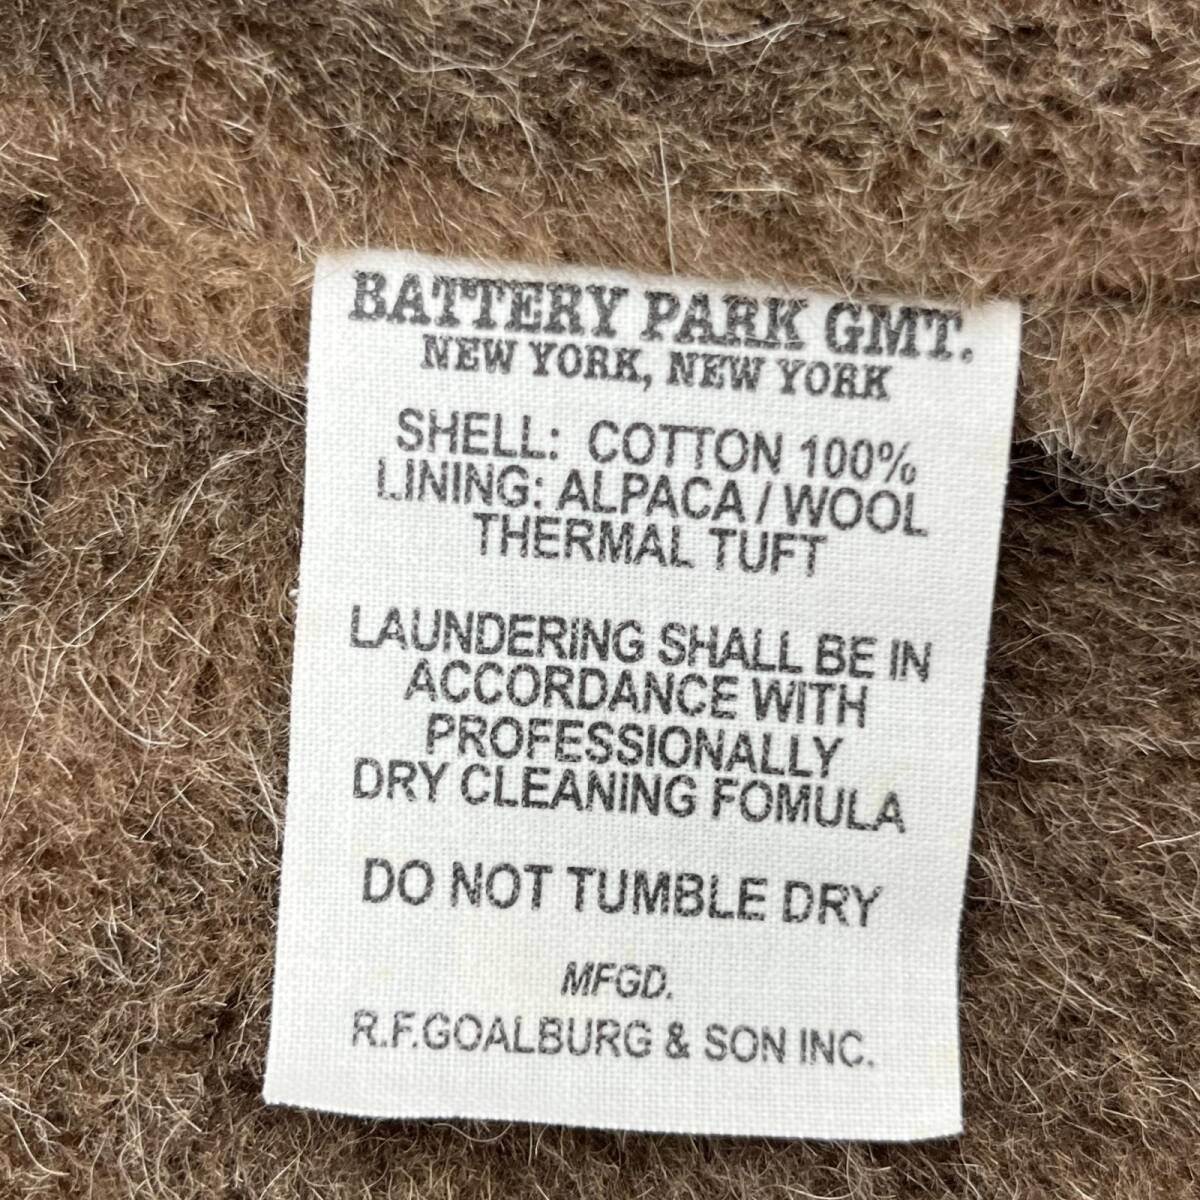 BATTERY PARK GMT.
NEW YORK, NEW YORK
SHELL: COTTON 100%
LINING: ALPACA / WOOL
THERMAL TUFT
LAUNDERING SHALL BE IN
ACCORDANCE WITH
PROFESSIONALLY
DRY CLEANING FOMULA
DO NOT TUMBLE DRY
MFGD.
R.F.GOALBURG & SON INC.